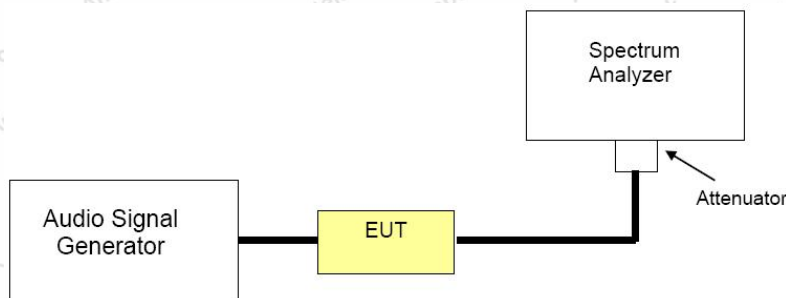 Spectrum
Analyzer
Attenuator
Audio Signal
Generator
EUT